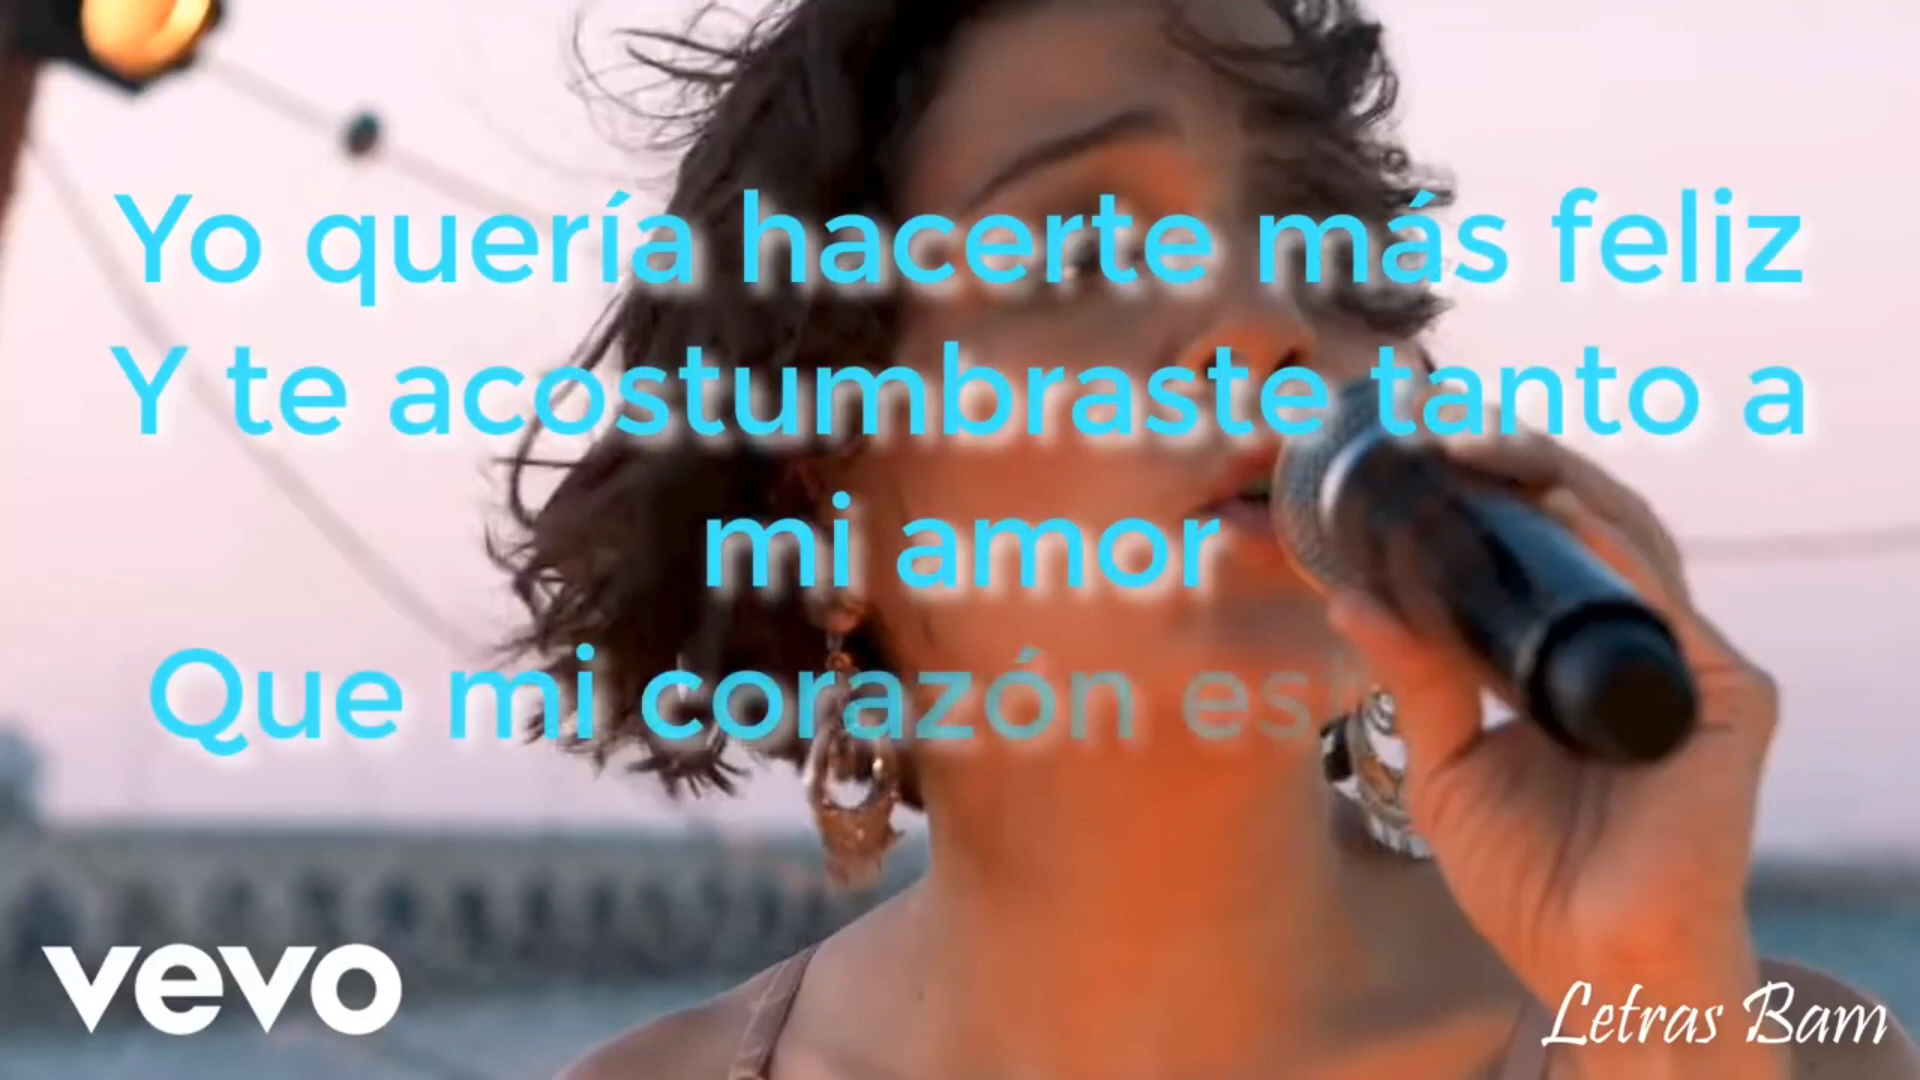 Yo quería hacerte más feliz
Y te acostumbraste tanto a
mi amor
Que mi corazón
vevo
Letras Bam